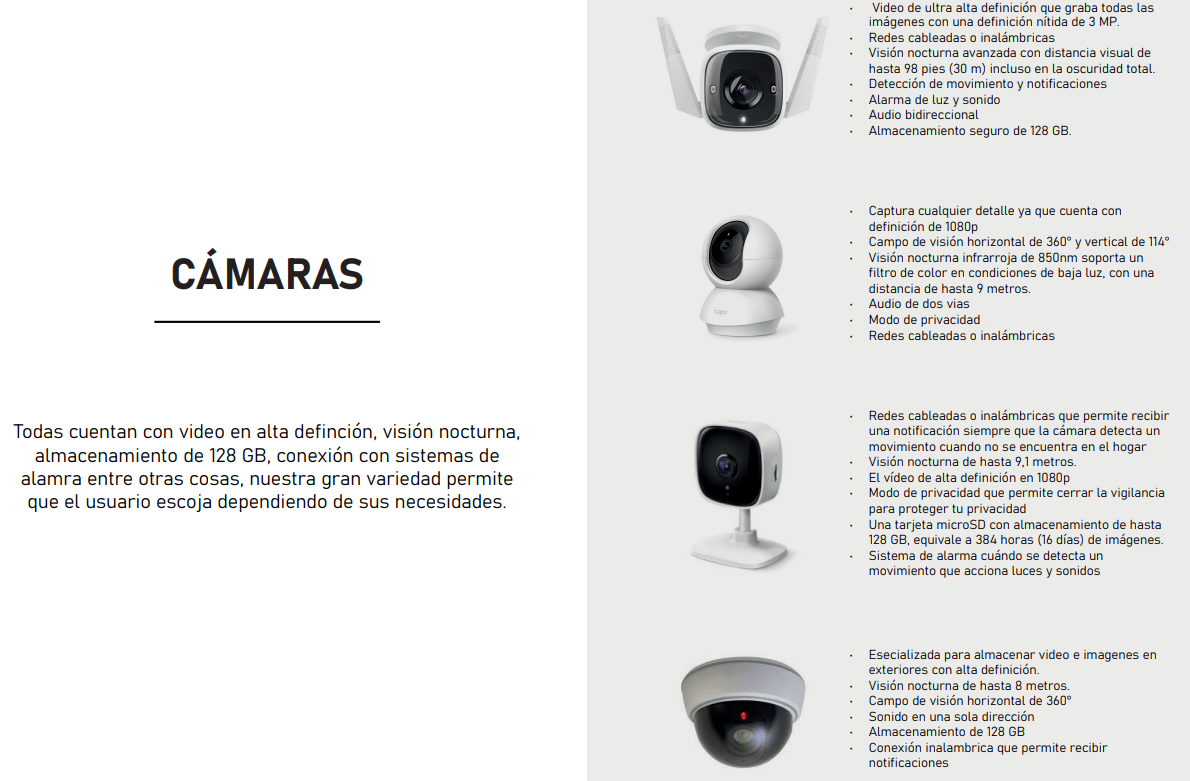 CÁMARAS
Todas cuentan con video en alta definción, visión nocturna,
almacenamiento de 128 GB, conexión con sistemas de
alamra entre otras cosas, nuestra gran variedad permite
que el usuario escoja dependiendo de sus necesidades.
· Video de ultra alta definición que graba todas las
imágenes con una definición nítida de 3 MP.
· Redes cableadas o inalámbricas
· Visión nocturna avanzada con distancia visual de
hasta 98 pies (30 m) incluso en la oscuridad total.
· Detección de movimiento y notificaciones
· Alarma de luz y sonido
· Audio bidireccional
· Almacenamiento seguro de 128 GB.
tapo
· Captura cualquier detalle ya que cuenta con
definición de 1080p
· Campo de visión horizontal de 360° y vertical de 114°
· Visión nocturna infrarroja de 850nm soporta un
filtro de color en condiciones de baja luz, con una
distancia de hasta 9 metros.
· Audio de dos vias
· Modo de privacidad
· Redes cableadas o inalámbricas
· Redes cableadas o inalámbricas que permite recibir
una notificación siempre que la cámara detecta un
movimiento cuando no se encuentra en el hogar
· Visión nocturna de hasta 9,1 metros.
· El vídeo de alta definición en 1080p
· Modo de privacidad que permite cerrar la vigilancia
para proteger tu privacidad
· Una tarjeta microSD con almacenamiento de hasta
128 GB, equivale a 384 horas (16 días) de imágenes.
· Sistema de alarma cuándo se detecta un
movimiento que acciona luces y sonidos
· Esecializada para almacenar video e imagenes en
exteriores con alta definición.
· Visión nocturna de hasta 8 metros.
· Campo de visión horizontal de 360°
· Sonido en una sola dirección
· Almacenamiento de 128 GB
· Conexión inalambrica que permite recibir
notificaciones